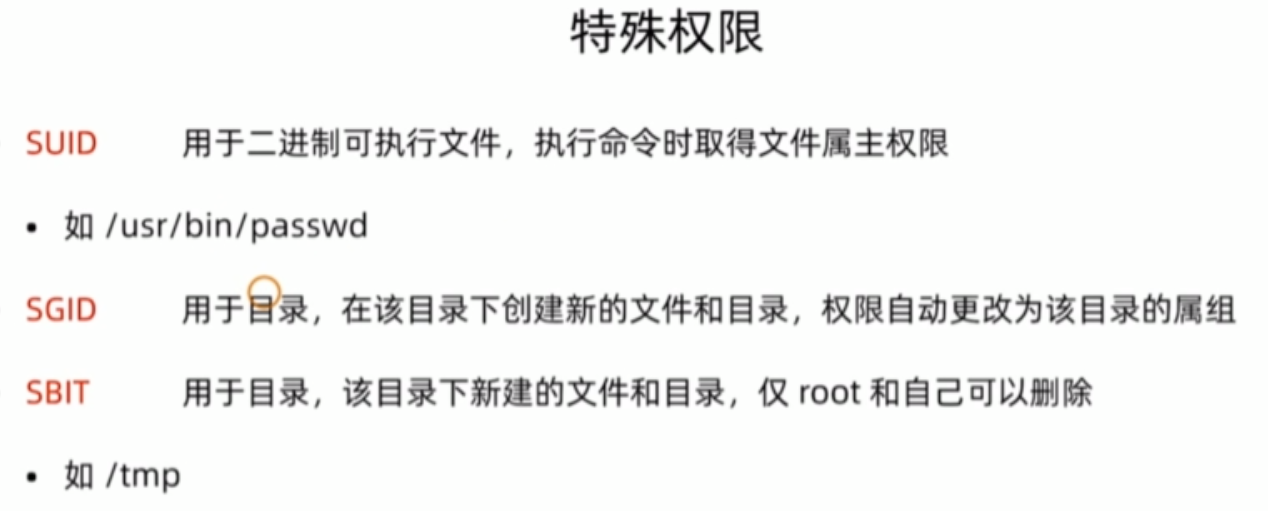 特殊权限
SUID 用于二进制可执行文件，执行命令时取得文件属主权限
• 如 /usr/bin/passwd
SGID 用于目录，在该目录下创建新的文件和目录，权限自动更改为该目录的属组
SBIT 用于目录，该目录下新建的文件和目录，仅 root 和自己可以删除
• 如 /tmp